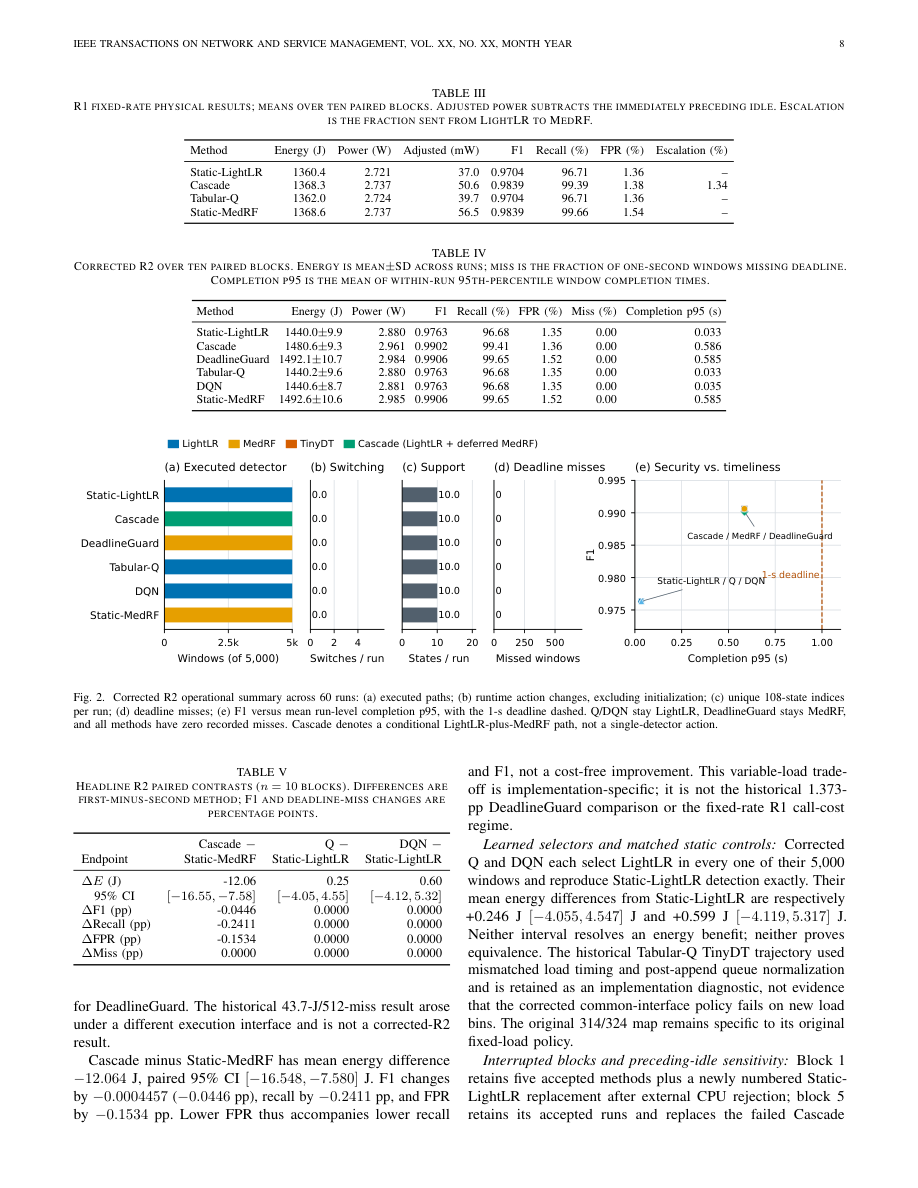 IEEE TRANSACTIONS ON NETWORK AND SERVICE MANAGEMENT, VOL. XX, NO. XX, MONTH YEAR 8
TABLE III
R1 FIXED-RATE PHYSICAL RESULTS; MEANS OVER TEN PAIRED BLOCKS. ADJUSTED POWER SUBTRACTS THE IMMEDIATELY PRECEDING IDLE. ESCALATION
IS THE FRACTION SENT FROM LIGHTLR TO MEDRF.
Method Energy (J) Power (W) Adjusted (mW) F1 Recall (%) FPR (%) Escalation (%)
Static-LightLR 1360.4 2.721 37.0 0.9704 96.71 1.36 –
Cascade 1368.3 2.737 50.6 0.9839 99.39 1.38 1.34
Tabular-Q 1362.0 2.724 39.7 0.9704 96.71 1.36 –
Static-MedRF 1368.6 2.737 56.5 0.9839 99.66 1.54 –
TABLE IV
CORRECTED R2 OVER TEN PAIRED BLOCKS. ENERGY IS MEAN±SD ACROSS RUNS; MISS IS THE FRACTION OF ONE-SECOND WINDOWS MISSING DEADLINE.
COMPLETION P95 IS THE MEAN OF WITHIN-RUN 95TH-PERCENTILE WINDOW COMPLETION TIMES.
Method Energy (J) Power (W) F1 Recall (%) FPR (%) Miss (%) Completion p95 (s)
Static-LightLR 1440.0±9.9 2.880 0.9763 96.68 1.35 0.00 0.033
Cascade 1480.6±9.3 2.961 0.9902 99.41 1.36 0.00 0.586
DeadlineGuard 1492.1±10.7 2.984 0.9906 99.65 1.52 0.00 0.585
Tabular-Q 1440.2±9.6 2.880 0.9763 96.68 1.35 0.00 0.033
DQN 1440.6±8.7 2.881 0.9763 96.68 1.35 0.00 0.035
Static-MedRF 1492.6±10.6 2.985 0.9906 99.65 1.52 0.00 0.585
LightLR MedRF TinyDT Cascade (LightLR + deferred MedRF)
(a) Executed detector (b) Switching (c) Support (d) Deadline misses (e) Security vs. timeliness
Static-LightLR 0.0 10.0 0
Cascade 0.0 10.0 0
DeadlineGuard 0.0 10.0 0
Tabular-Q 0.0 10.0 0
DQN 0.0 10.0 0
Static-MedRF 0.0 10.0 0
0 2.5k 5k 0 2 4 0 10 20 0 250 500
Windows (of 5,000) Switches / run States / run Missed windows
F1
0.995
0.990
0.985
0.980
0.975
Cascade / MedRF / DeadlineGuard
1-s deadline
Static-LightLR / Q / DQN
0.00 0.25 0.50 0.75 1.00
Completion p95 (s)
Fig. 2. Corrected R2 operational summary across 60 runs: (a) executed paths; (b) runtime action changes, excluding initialization; (c) unique 108-state indices
per run; (d) deadline misses; (e) F1 versus mean run-level completion p95, with the 1-s deadline dashed. Q/DQN stay LightLR, DeadlineGuard stays MedRF,
and all methods have zero recorded misses. Cascade denotes a conditional LightLR-plus-MedRF path, not a single-detector action.
TABLE V
HEADLINE R2 PAIRED CONTRASTS (n = 10 BLOCKS). DIFFERENCES ARE
FIRST-MINUS-SECOND METHOD; F1 AND DEADLINE-MISS CHANGES ARE
PERCENTAGE POINTS.
Cascade − Q − DQN −
Endpoint Static-MedRF Static-LightLR Static-LightLR
ΔE (J) -12.06 0.25 0.60
95% CI [−16.55, −7.58] [−4.05, 4.55] [−4.12, 5.32]
ΔF1 (pp) -0.0446 0.0000 0.0000
ΔRecall (pp) -0.2411 0.0000 0.0000
ΔFPR (pp) -0.1534 0.0000 0.0000
ΔMiss (pp) 0.0000 0.0000 0.0000
for DeadlineGuard. The historical 43.7-J/512-miss result arose
under a different execution interface and is not a corrected-R2
result.
Cascade minus Static-MedRF has mean energy difference
−12.064 J, paired 95% CI [−16.548, −7.580] J. F1 changes
by −0.0004457 (−0.0446 pp), recall by −0.2411 pp, and FPR
by −0.1534 pp. Lower FPR thus accompanies lower recall
and F1, not a cost-free improvement. This variable-load trade-
off is implementation-specific; it is not the historical 1.373-
pp DeadlineGuard comparison or the fixed-rate R1 call-cost
regime.
Learned selectors and matched static controls: Corrected
Q and DQN each select LightLR in every one of their 5,000
windows and reproduce Static-LightLR detection exactly. Their
mean energy differences from Static-LightLR are respectively
+0.246 J [−4.055, 4.547] J and +0.599 J [−4.119, 5.317] J.
Neither interval resolves an energy benefit; neither proves
equivalence. The historical Tabular-Q TinyDT trajectory used
mismatched load timing and post-append queue normalization
and is retained as an implementation diagnostic, not evidence
that the corrected common-interface policy fails on new load
bins. The original 314/324 map remains specific to its original
fixed-load policy.
Interrupted blocks and preceding-idle sensitivity: Block 1
retains five accepted methods plus a newly numbered Static-
LightLR replacement after external CPU rejection; block 5
retains its accepted runs and replaces the failed Cascade